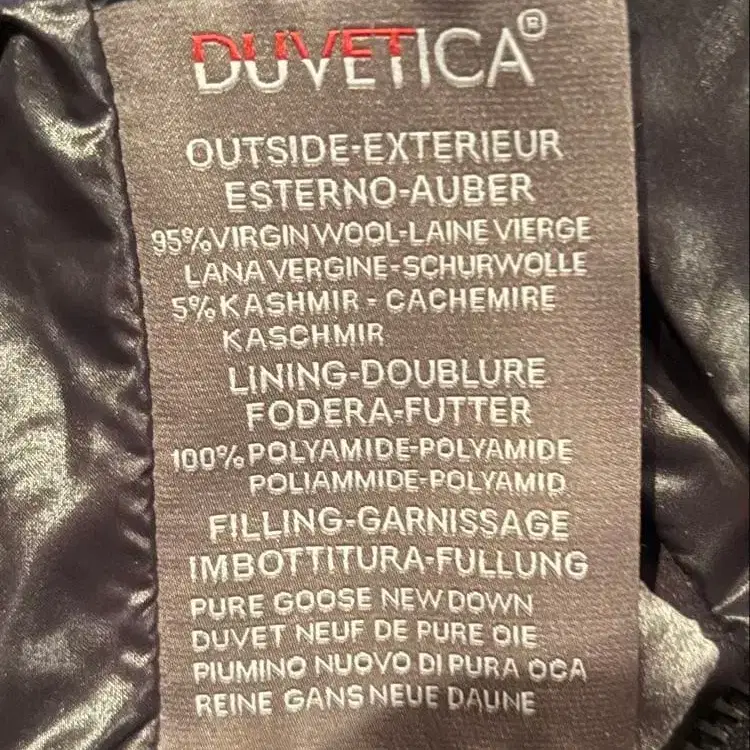 DUVETICA®
OUTSIDE-EXTERIEUR
ESTERNO-AUBER
95%VIRGIN WOOL-LAINE VIERGE
LANA VERGINE-SCHURWOLLE
5% KASHMIR - CACHEMIRE
KASCHMIR
LINING-DOUBLURE
FODERA-FUTTER
100% POLYAMIDE-POLYAMIDE
POLIAMMIDE-POLYAMID
FILLING-GARNISSAGE
IMBOTTITURA-FULLUNG
PURE GOOSE NEW DOWN
DUVET NEUF DE PURE OIE
PIUMINO NUOVO DI PURA OCA
REINE GANS NEUE DAUNE